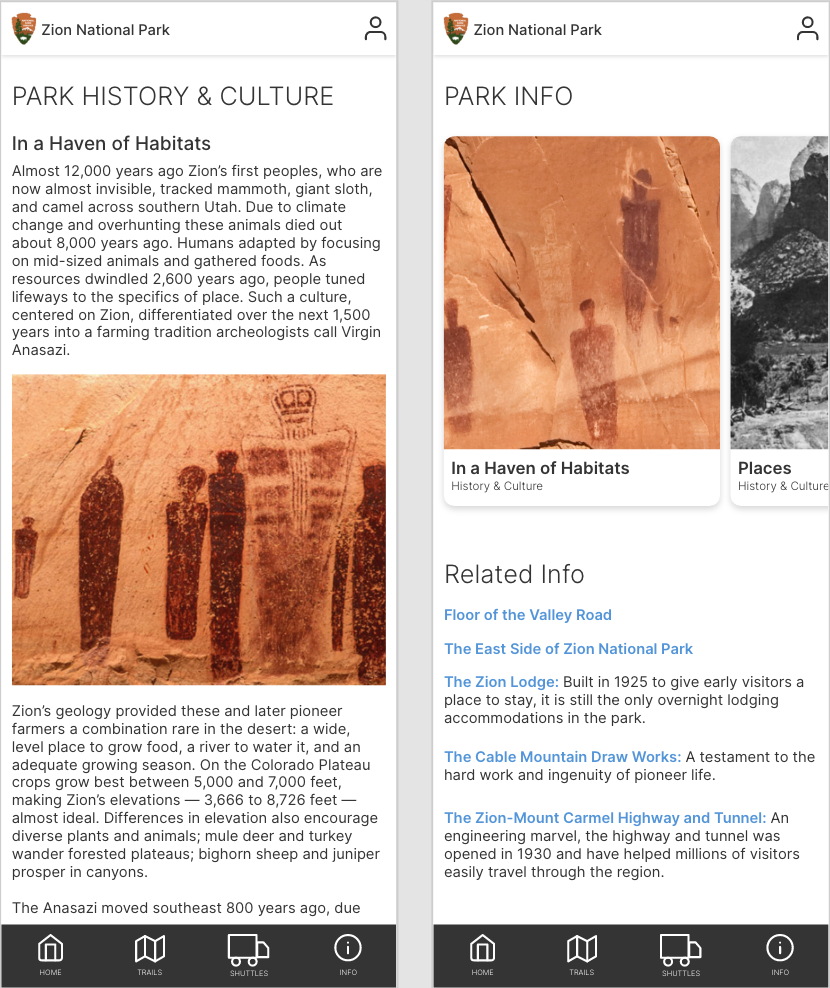 Zion National Park
PARK HISTORY & CULTURE
In a Haven of Habitats
Almost 12,000 years ago Zion’s first peoples, who are
now almost invisible, tracked mammoth, giant sloth,
and camel across southern Utah. Due to climate
change and overhunting these animals died out
about 8,000 years ago. Humans adapted by focusing
on mid-sized animals and gathered foods. As
resources dwindled 2,600 years ago, people tuned
lifeways to the specifics of place. Such a culture,
centered on Zion, differentiated over the next 1,500
years into a farming tradition archeologists call Virgin
Anasazi.
Zion’s geology provided these and later pioneer
farmers a combination rare in the desert: a wide,
level place to grow food, a river to water it, and an
adequate growing season. On the Colorado Plateau
crops grow best between 5,000 and 7,000 feet,
making Zion’s elevations — 3,666 to 8,726 feet —
almost ideal. Differences in elevation also encourage
diverse plants and animals; mule deer and turkey
wander forested plateaus; bighorn sheep and juniper
prosper in canyons.
The Anasazi moved southeast 800 years ago, due
HOME
TRAILS
SHUTTLES
INFO
Zion National Park
PARK INFO
In a Haven of Habitats
History & Culture
Places
History & Culture
Related Info
Floor of the Valley Road
The East Side of Zion National Park
The Zion Lodge: Built in 1925 to give early visitors a
place to stay, it is still the only overnight lodging
accommodations in the park.
The Cable Mountain Draw Works: A testament to the
hard work and ingenuity of pioneer life.
The Zion-Mount Carmel Highway and Tunnel: An
engineering marvel, the highway and tunnel was
opened in 1930 and have helped millions of visitors
easily travel through the region.
HOME
TRAILS
SHUTTLES
INFO